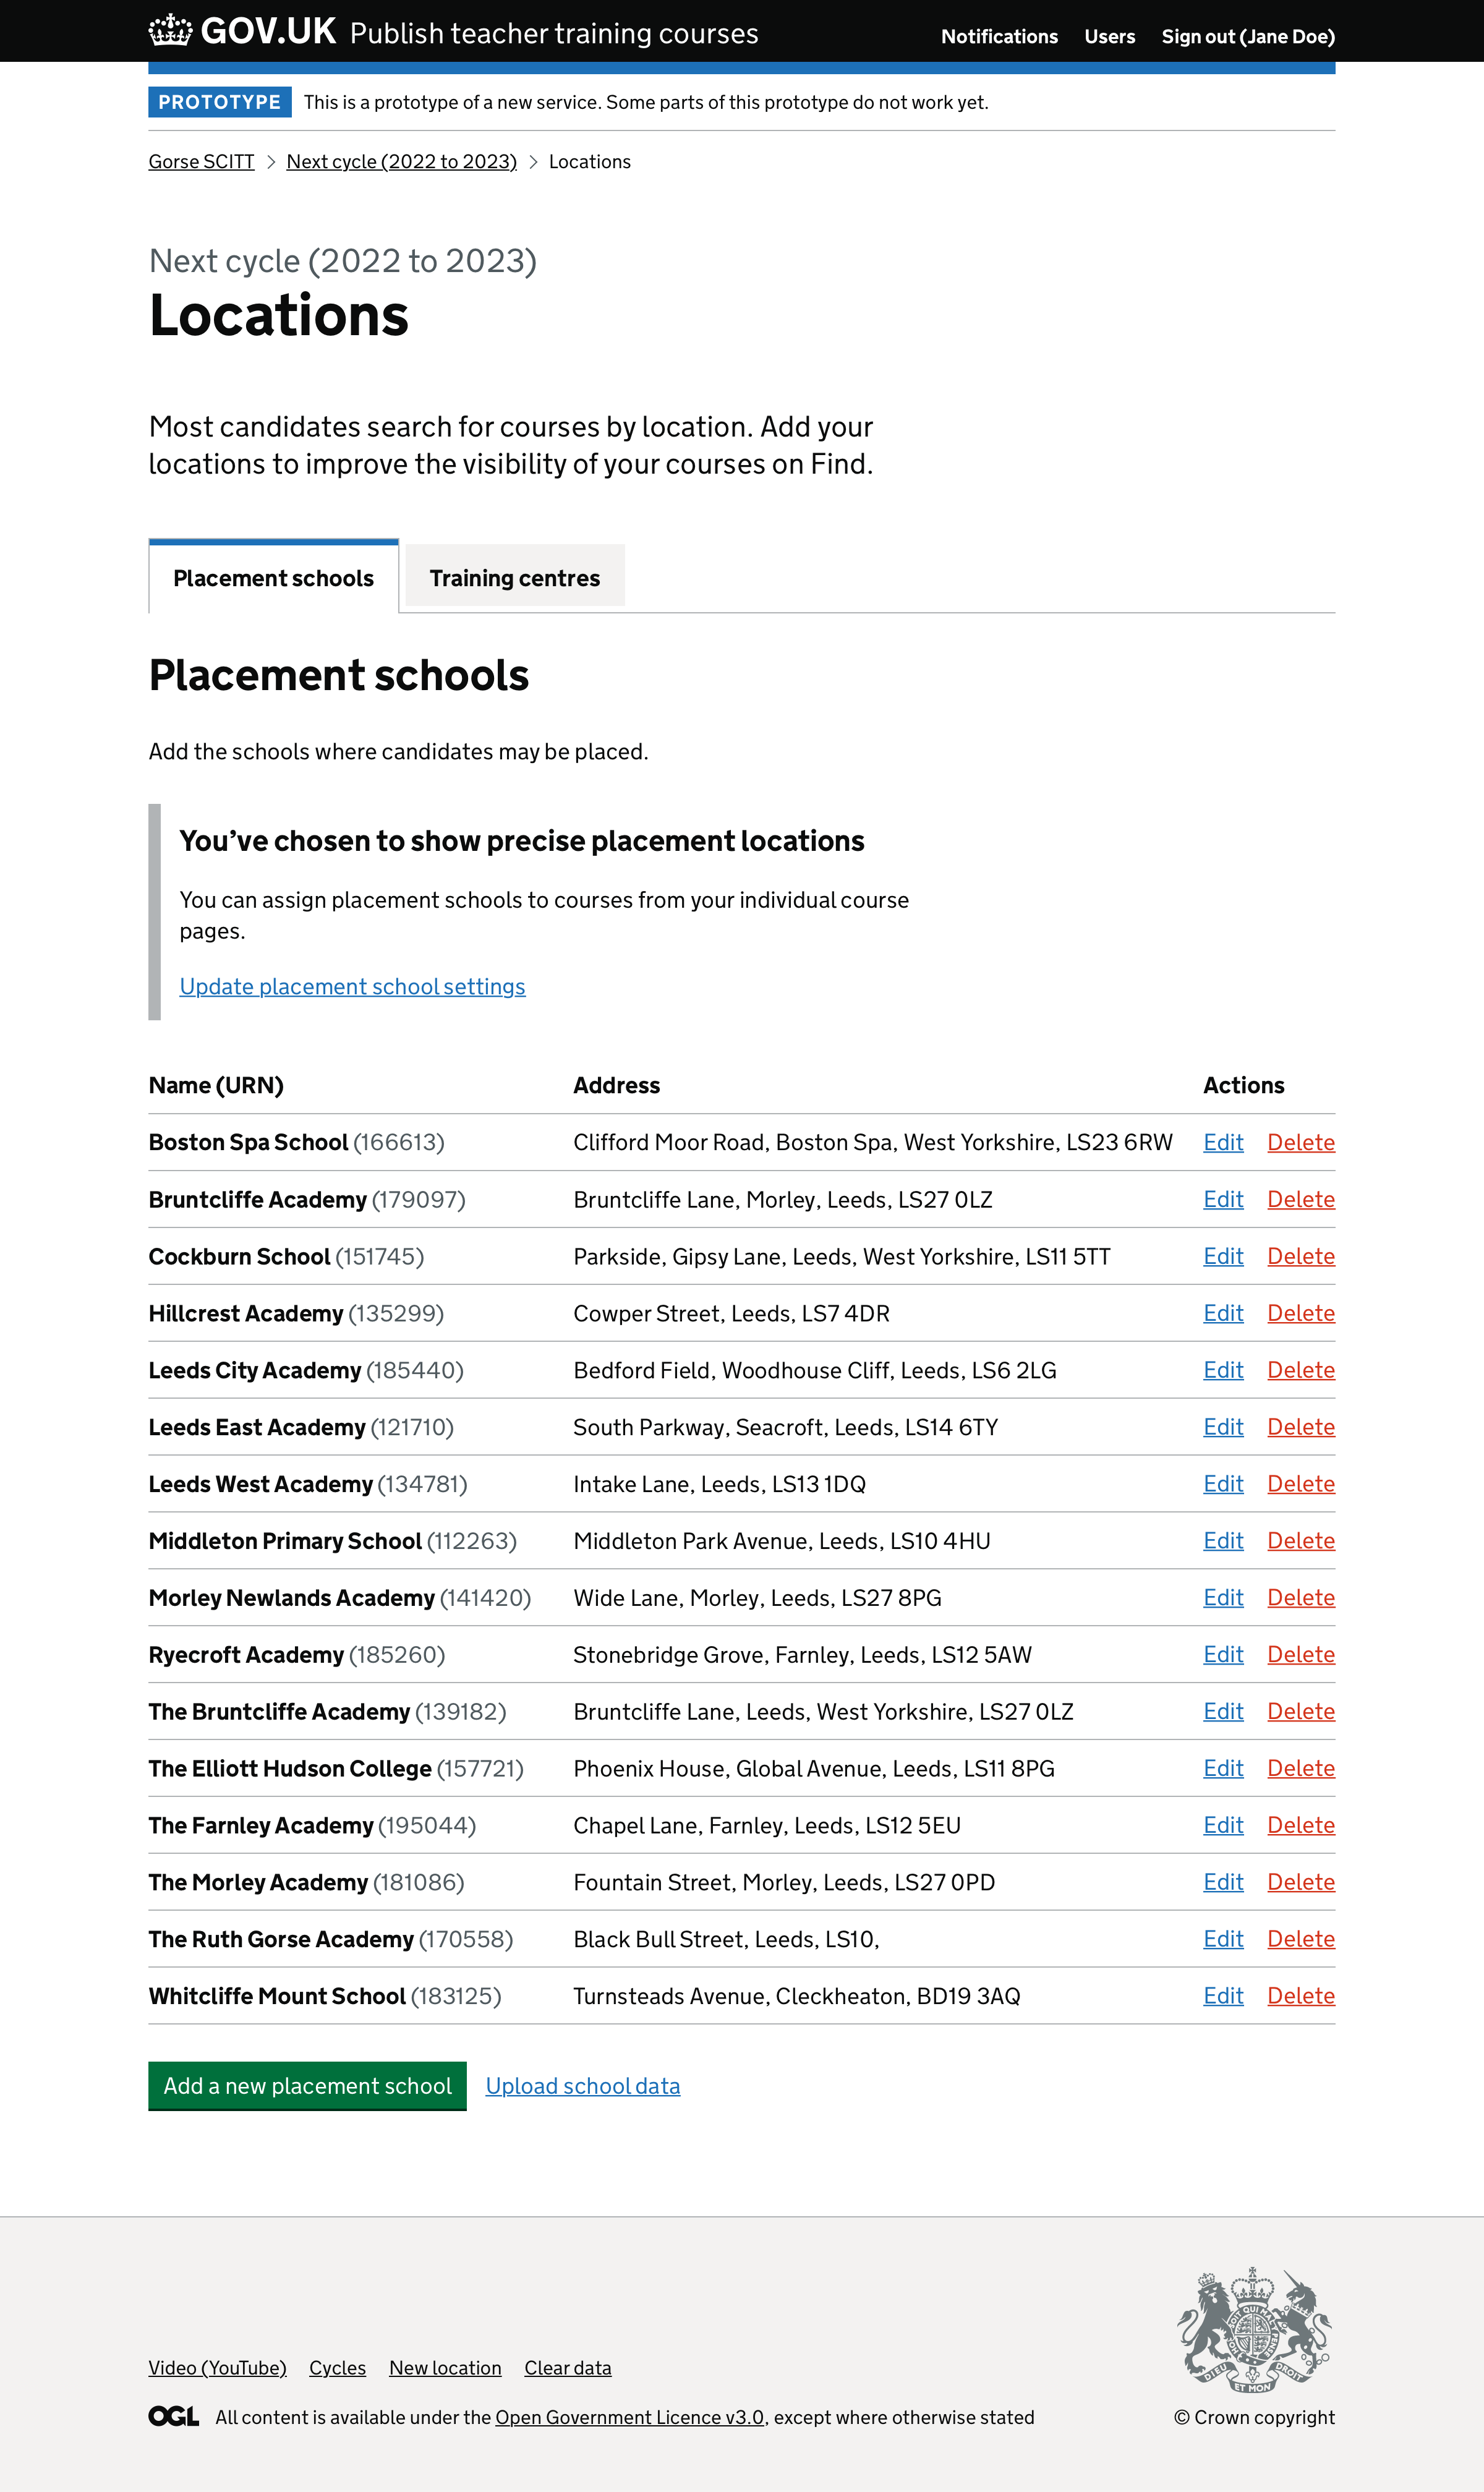 GOV.UK Publish teacher training courses Notifications Users Sign out (Jane Doe)
PROTOTYPE This is a prototype of a new service. Some parts of this prototype do not work yet.
Gorse SCITT Next cycle (2022 to 2023) Locations
Next cycle (2022 to 2023)
Locations
Most candidates search for courses by location. Add your
locations to improve the visibility of your courses on Find.
Placement schools Training centres
Placement schools
Add the schools where candidates may be placed.
You’ve chosen to show precise placement locations
You can assign placement schools to courses from your individual course
pages.
Update placement school settings
Name (URN) Address Actions
Boston Spa School (166613) Clifford Moor Road, Boston Spa, West Yorkshire, LS23 6RW Edit Delete
Bruntcliffe Academy (179097) Bruntcliffe Lane, Morley, Leeds, LS27 0LZ Edit Delete
Cockburn School (151745) Parkside, Gipsy Lane, Leeds, West Yorkshire, LS11 5TT Edit Delete
Hillcrest Academy (135299) Cowper Street, Leeds, LS7 4DR Edit Delete
Leeds City Academy (185440) Bedford Field, Woodhouse Cliff, Leeds, LS6 2LG Edit Delete
Leeds East Academy (121710) South Parkway, Seacroft, Leeds, LS14 6TY Edit Delete
Leeds West Academy (134781) Intake Lane, Leeds, LS13 1DQ Edit Delete
Middleton Primary School (112263) Middleton Park Avenue, Leeds, LS10 4HU Edit Delete
Morley Newlands Academy (141420) Wide Lane, Morley, Leeds, LS27 8PG Edit Delete
Ryecroft Academy (185260) Stonebridge Grove, Farnley, Leeds, LS12 5AW Edit Delete
The Bruntcliffe Academy (139182) Bruntcliffe Lane, Leeds, West Yorkshire, LS27 0LZ Edit Delete
The Elliott Hudson College (157721) Phoenix House, Global Avenue, Leeds, LS11 8PG Edit Delete
The Farnley Academy (195044) Chapel Lane, Farnley, Leeds, LS12 5EU Edit Delete
The Morley Academy (181086) Fountain Street, Morley, Leeds, LS27 0PD Edit Delete
The Ruth Gorse Academy (170558) Black Bull Street, Leeds, LS10, Edit Delete
Whitcliffe Mount School (183125) Turnsteads Avenue, Cleckheaton, BD19 3AQ Edit Delete
Add a new placement school Upload school data
DIEU ET MON DROIT
Video (YouTube) Cycles New location Clear data
OGL All content is available under the Open Government Licence v3.0, except where otherwise stated © Crown copyright